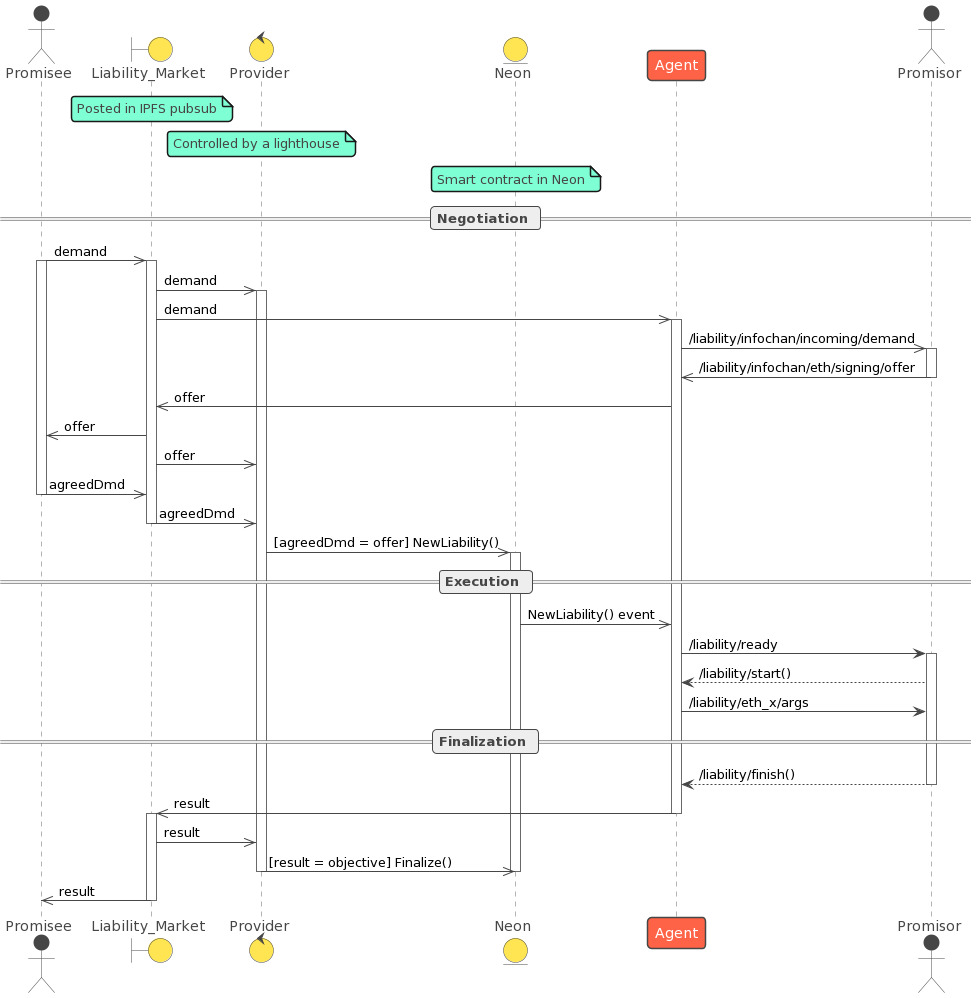 Promisee
Liability_Market
Provider
Neon
Agent
Promisor
Posted in IPFS pubsub
Controlled by a lighthouse
Smart contract in Neon
Negotiation
demand
demand
demand
/liability/infochan/incoming/demand
/liability/infochan/eth/signing/offer
offer
offer
offer
agreedDmd
agreedDmd
[agreedDmd = offer] NewLiability()
Execution
NewLiability() event
/liability/ready
/liability/start()
/liability/eth_x/args
Finalization
/liability/finish()
result
result
[result = objective] Finalize()
result
Promisee
Liability_Market
Provider
Neon
Agent
Promisor